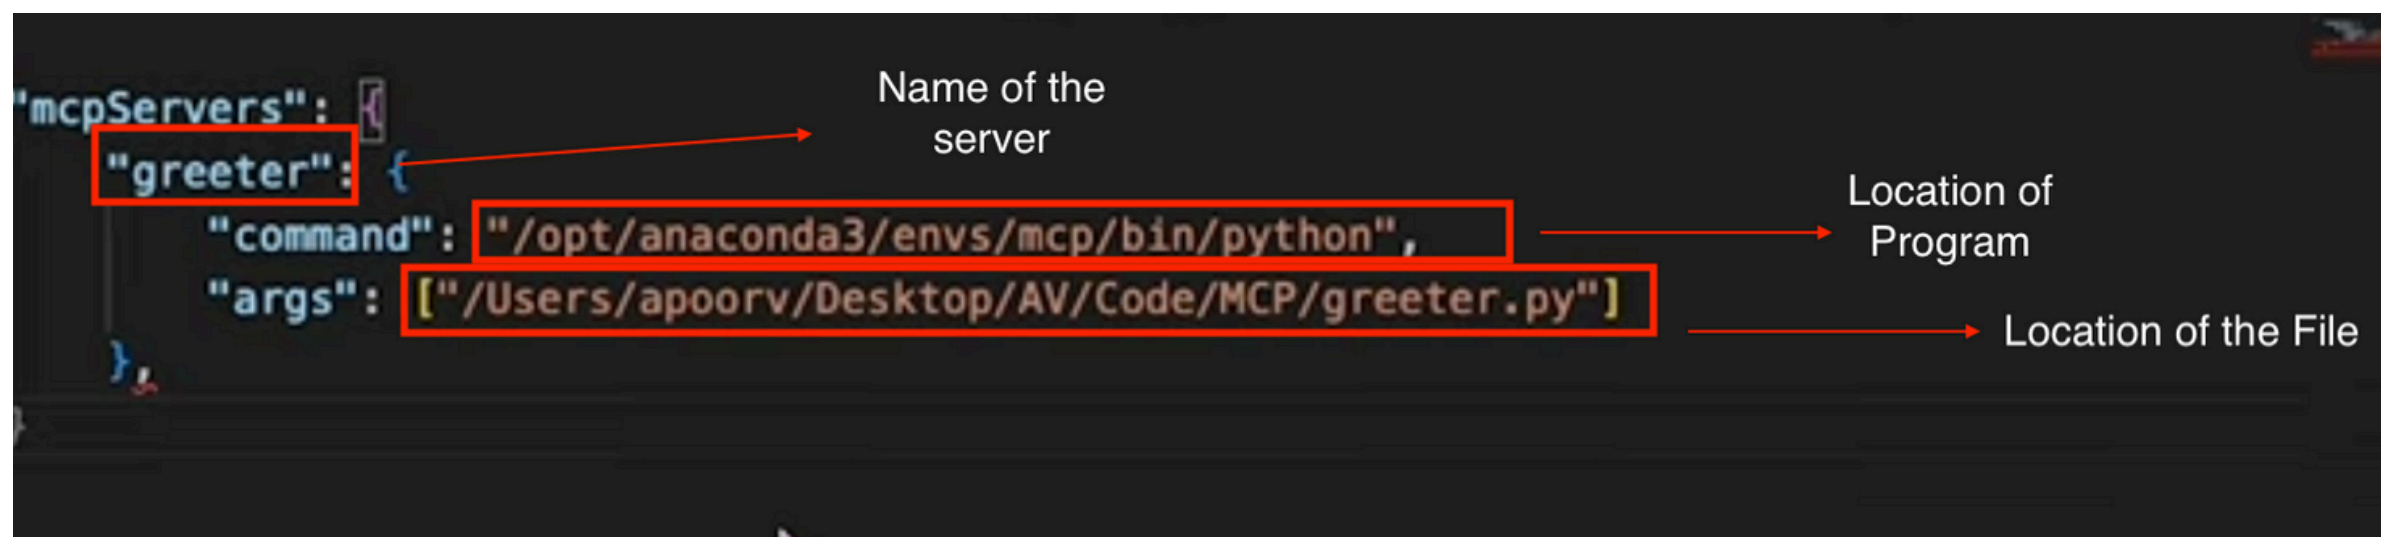 "mcpServers": {
Name of the
server
"greeter": {
Location of
Program
"command": "/opt/anaconda3/envs/mcp/bin/python",
"args": ["/Users/apoorv/Desktop/AV/Code/MCP/greeter.py"]
Location of the File
},
}